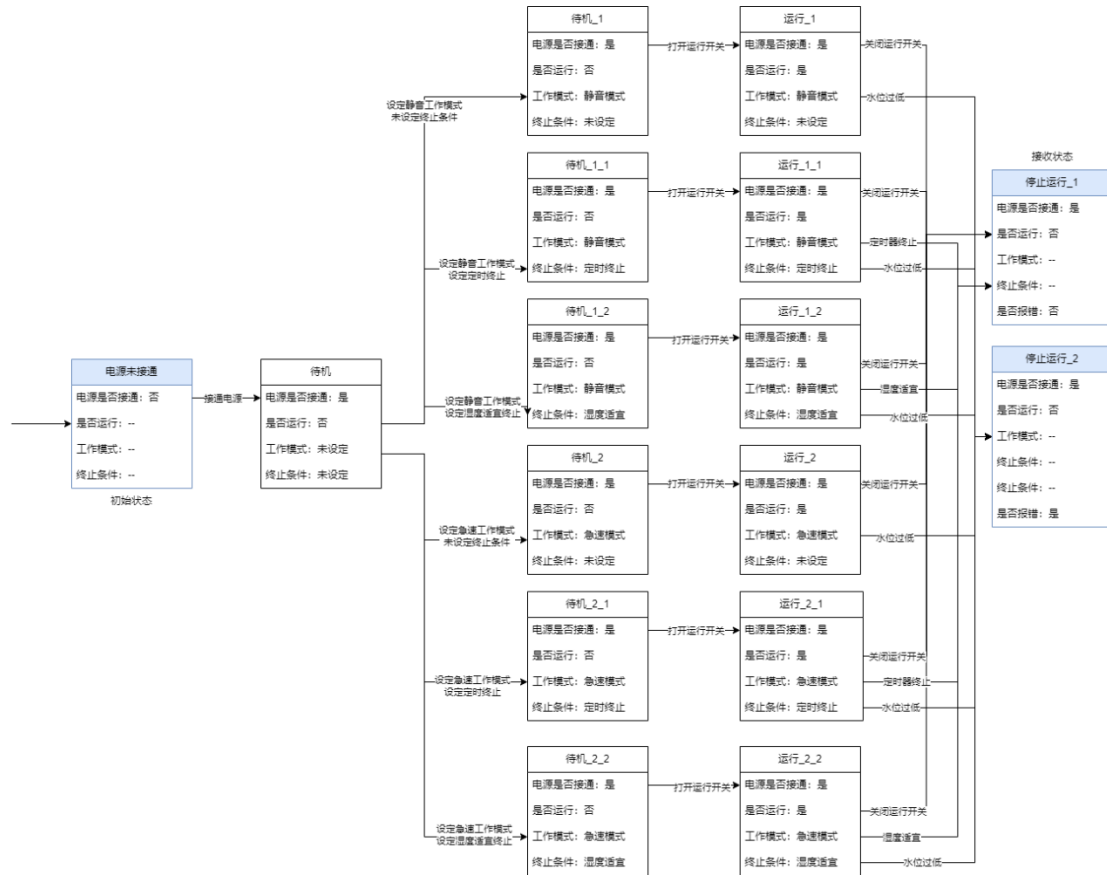 待机_1
电源是否接通：是
是否运行：否
工作模式：静音模式
终止条件：未设定
打开运行开关
运行_1
电源是否接通：是
是否运行：是
工作模式：静音模式
终止条件：未设定
关闭运行开关
水位过低
设定静音工作模式
未设定终止条件
待机_1_1
电源是否接通：是
是否运行：否
工作模式：静音模式
终止条件：定时终止
打开运行开关
运行_1_1
电源是否接通：是
是否运行：是
工作模式：静音模式
终止条件：定时终止
关闭运行开关
定时器终止
水位过低
设定静音工作模式
设定定时终止
接收状态
停止运行_1
电源是否接通：是
是否运行：否
工作模式：--
终止条件：--
是否报错：否
待机_1_2
电源是否接通：是
是否运行：否
工作模式：静音模式
终止条件：湿度适宜
打开运行开关
运行_1_2
电源是否接通：是
是否运行：是
工作模式：静音模式
终止条件：湿度适宜
关闭运行开关
湿度适宜
水位过低
设定静音工作模式
设定湿度适宜终止
停止运行_2
电源是否接通：是
是否运行：否
工作模式：--
终止条件：--
终止条件：--
是否报错：是
电源未接通
电源是否接通：否
是否运行：--
工作模式：--
终止条件：--
初始状态
接通电源
待机
电源是否接通：是
是否运行：否
工作模式：未设定
终止条件：未设定
待机_2
电源是否接通：是
是否运行：否
工作模式：急速模式
终止条件：未设定
打开运行开关
运行_2
电源是否接通：是
是否运行：是
工作模式：急速模式
终止条件：未设定
关闭运行开关
水位过低
设定急速工作模式
未设定终止条件
待机_2_1
电源是否接通：是
是否运行：否
工作模式：急速模式
终止条件：定时终止
打开运行开关
运行_2_1
电源是否接通：是
是否运行：是
工作模式：急速模式
终止条件：定时终止
关闭运行开关
定时器终止
水位过低
设定急速工作模式
设定定时终止
待机_2_2
电源是否接通：是
是否运行：否
工作模式：急速模式
终止条件：湿度适宜
打开运行开关
运行_2_2
电源是否接通：是
是否运行：是
工作模式：急速模式
终止条件：湿度适宜
关闭运行开关
湿度适宜
水位过低
设定急速工作模式
设定湿度适宜终止